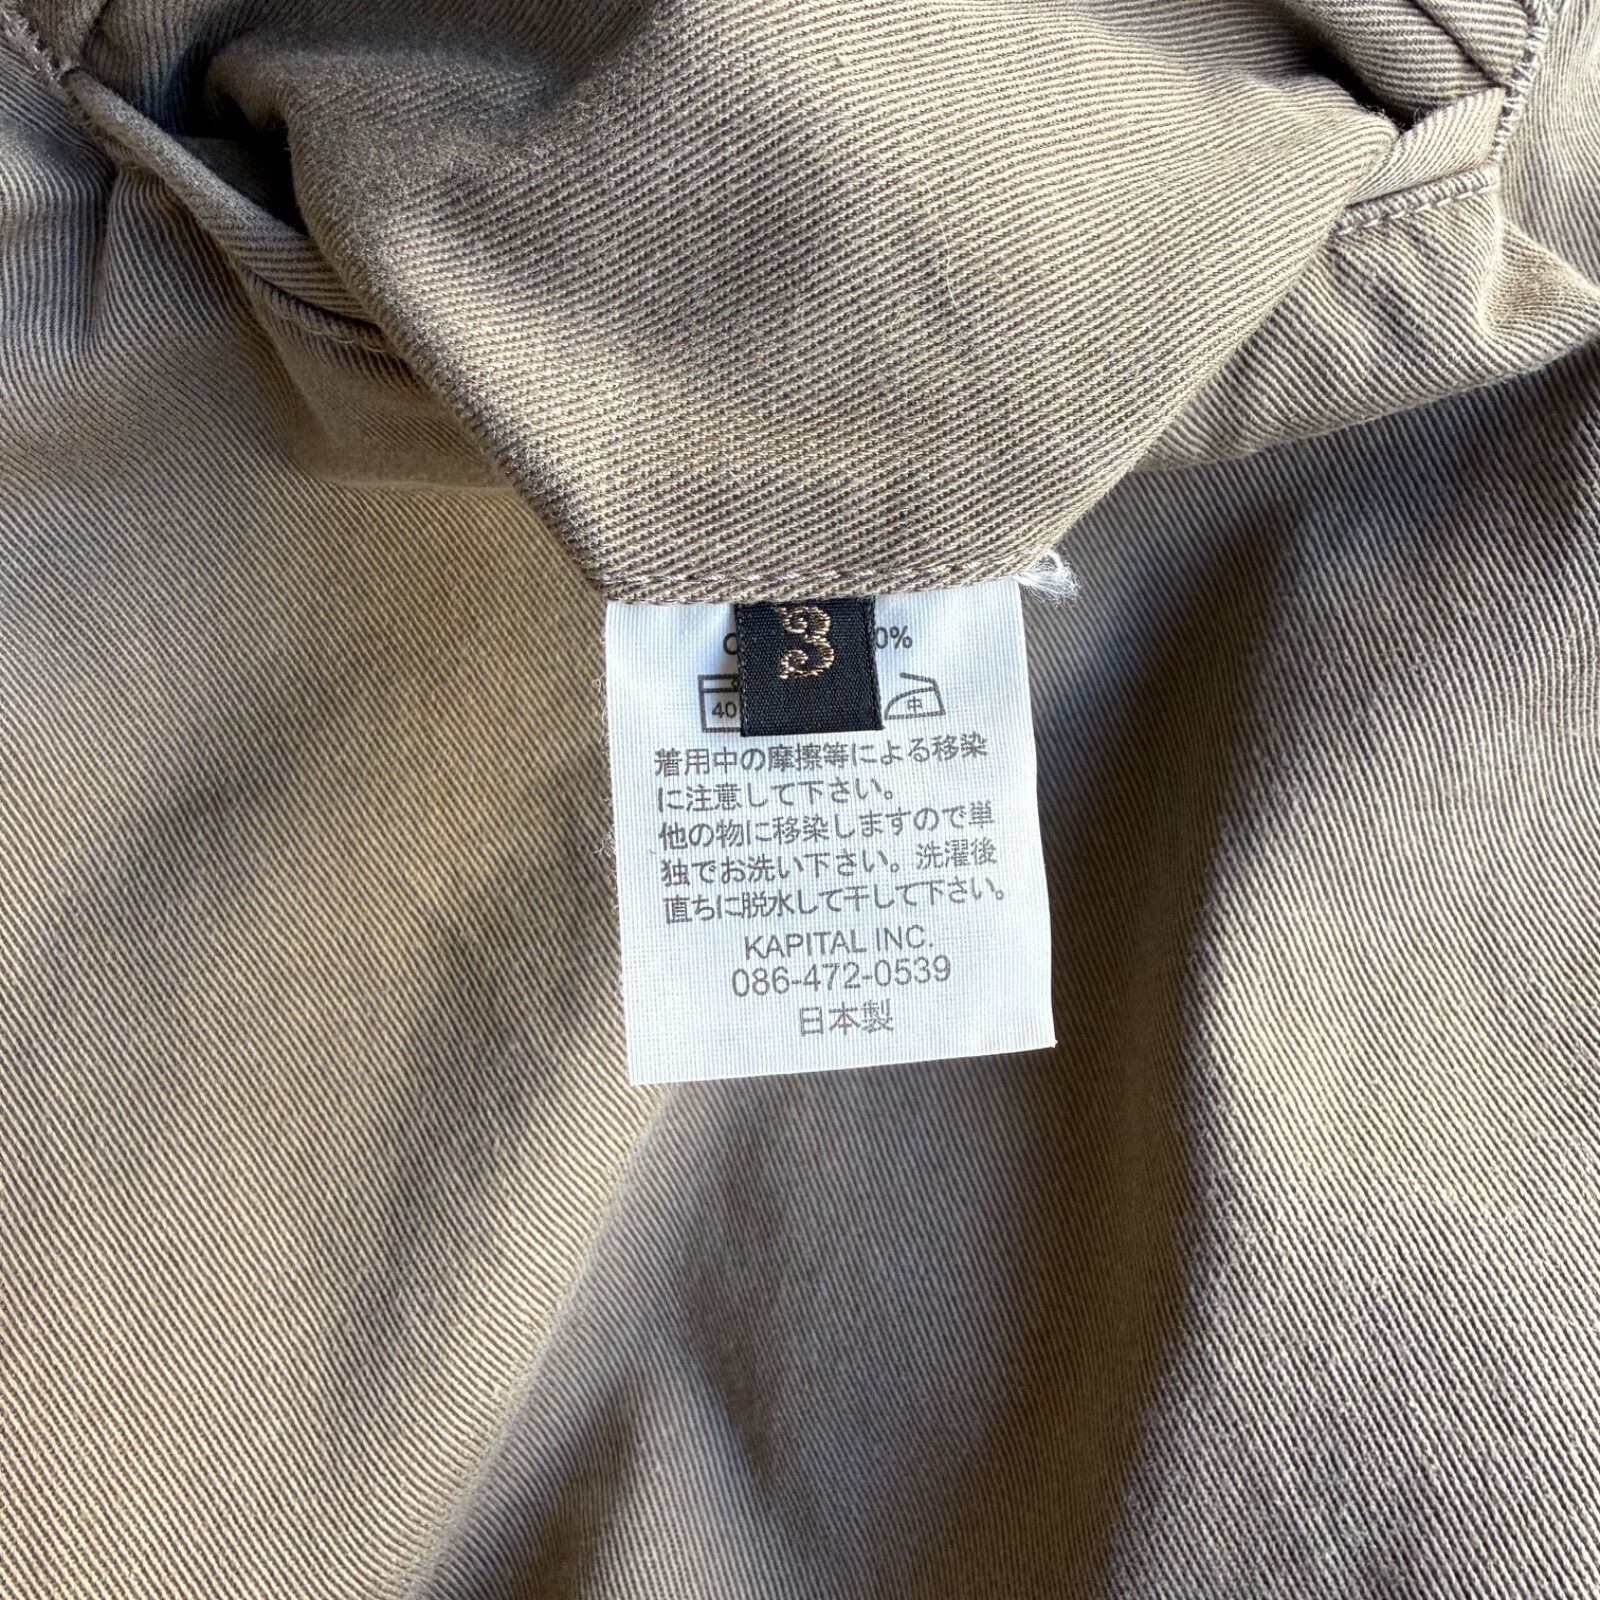 3
0%
40 中
着用中の摩擦等による移染
に注意して下さい。
他の物に移染しますので単
独でお洗い下さい。洗濯後
直ちに脱水して干して下さい。
KAPITAL INC.
086-472-0539
日本製